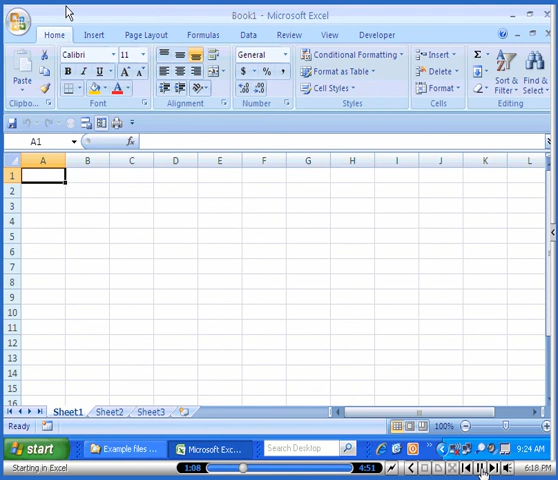 Book1 - Microsoft Excel
Home Insert Page Layout Formulas Data Review View Developer
Calibri 11 General Conditional Formatting Insert Σ
Paste B I U A A $ % , Format as Table Delete Sort & Find &
A Cell Styles Format Filter Select
Clipbo... Font Alignment Number Styles Cells Editing
A1 fx
A B C D E F G H I J K L
1
2
3
4
5
6
7
8
9
10
11
12
13
14
15
16
Sheet1 Sheet2 Sheet3
Ready 100%
start Example files ... Microsoft Exc... Search Desktop 9:24 AM
Starting in Excel 1:08 4:51 6:18 PM